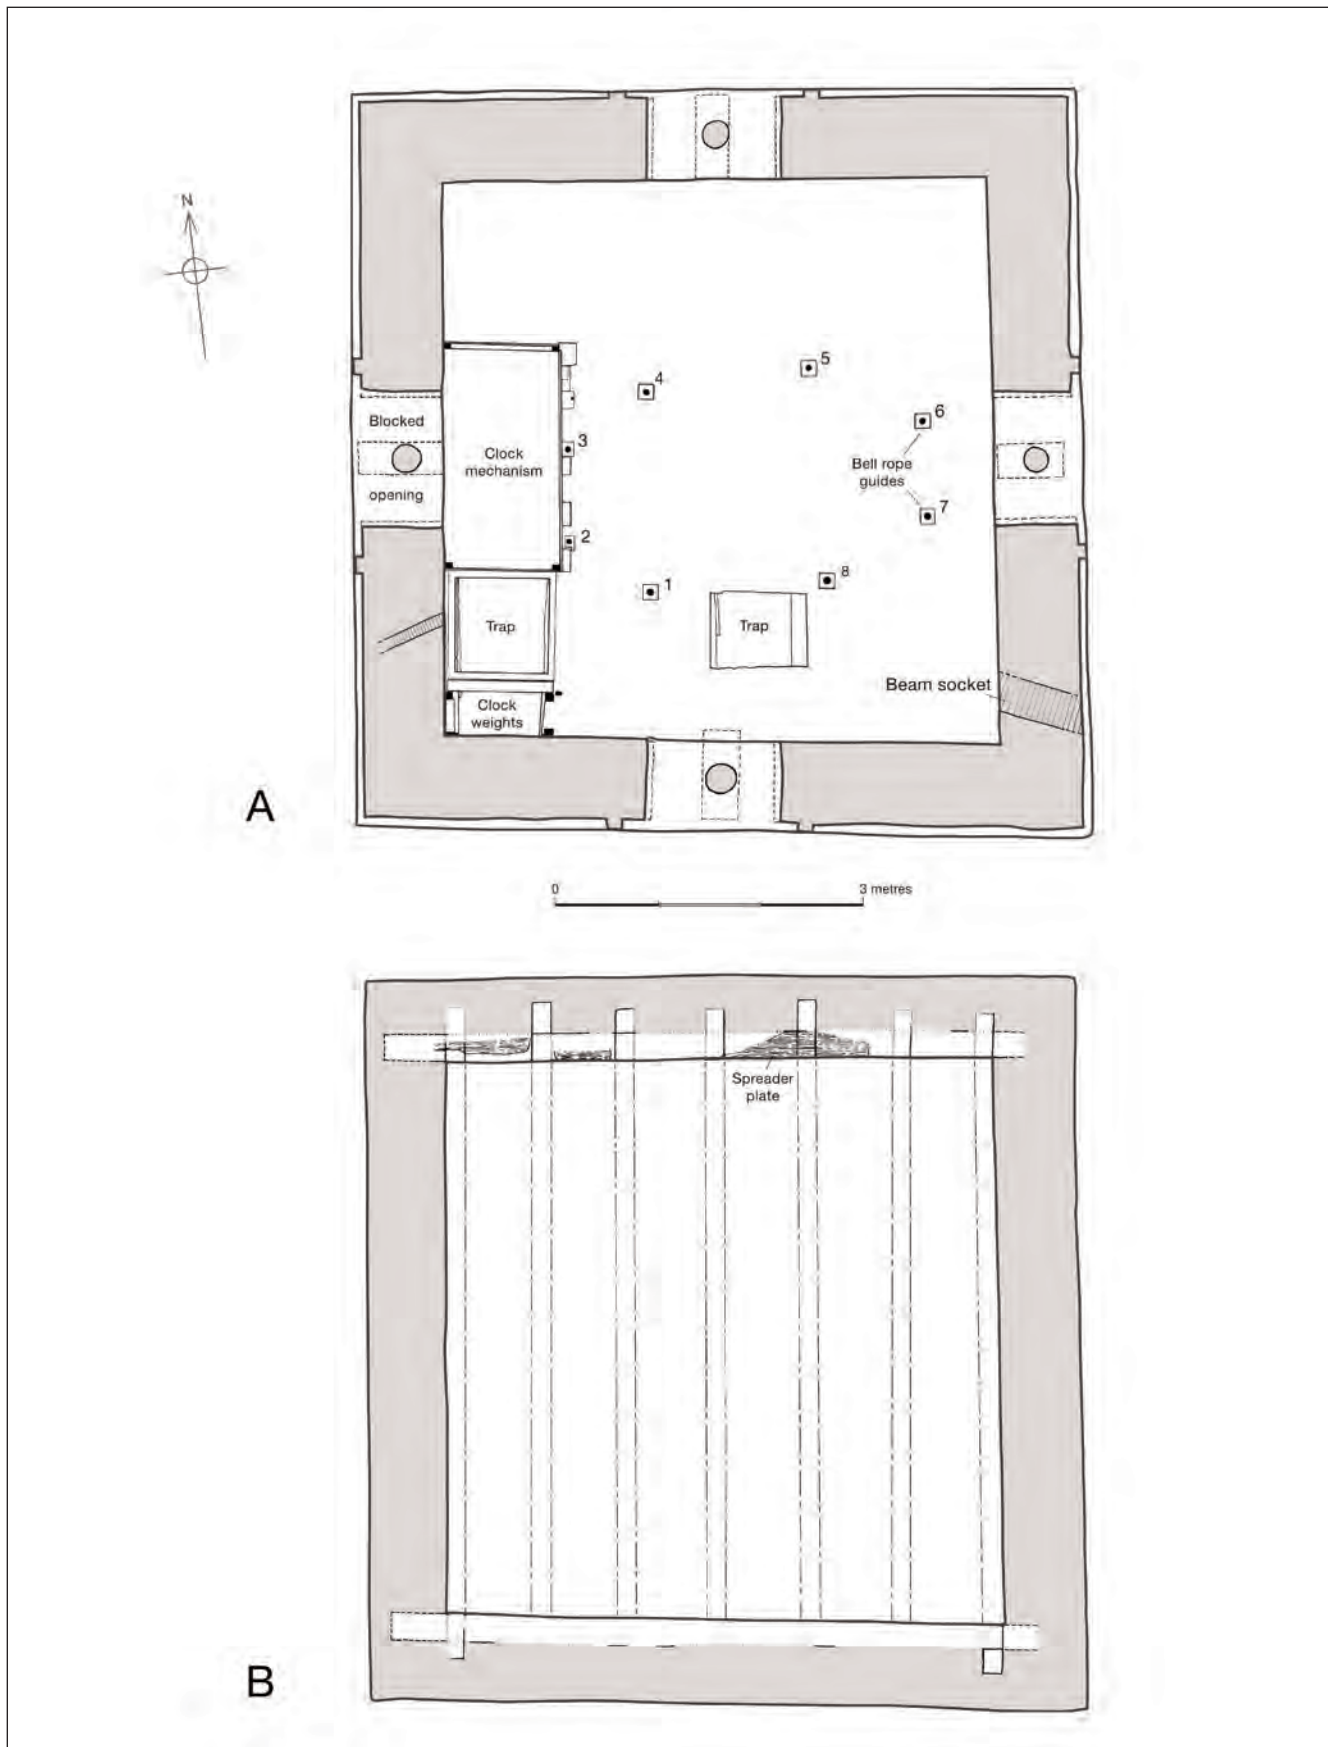 N
5
4
6
Blocked
3
Bell rope
guides
Clock
mechanism
opening
7
2
8
1
Trap
Trap
Beam socket
Clock
weights
A
0
3 metres
Spreader
plate
B